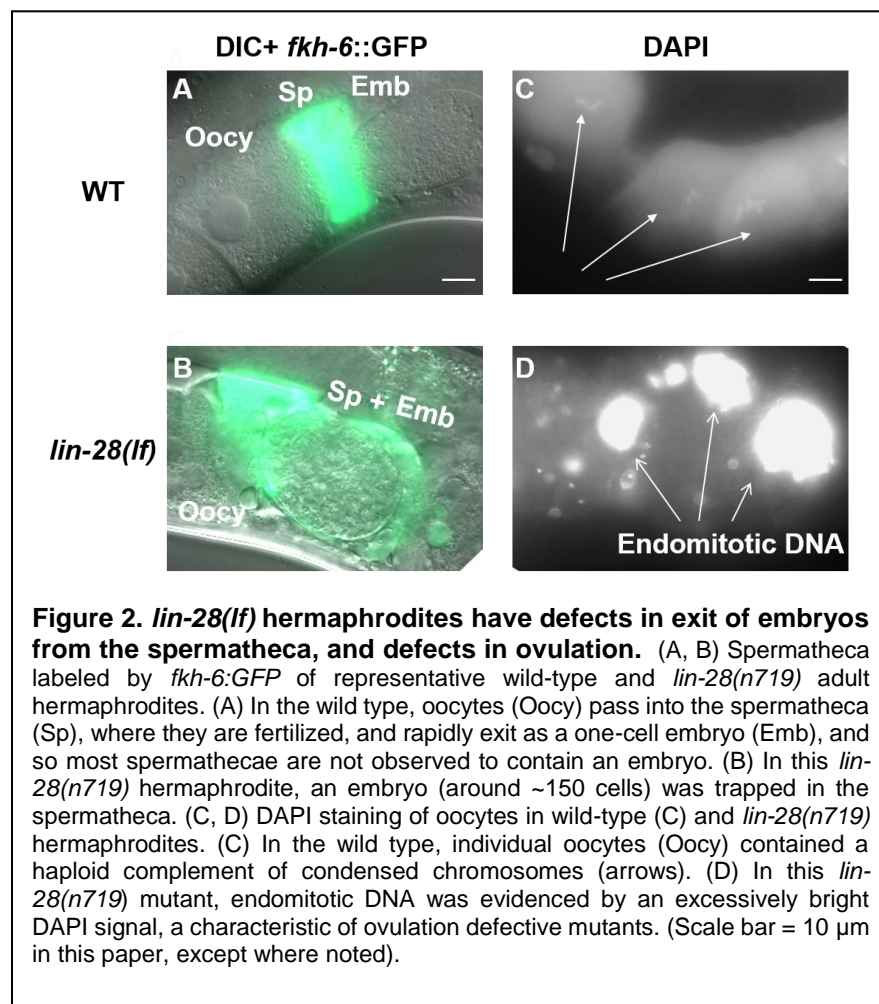 DIC+ fkh-6::GFP
DAPI
WT
A
Sp
Emb
Oocy
C
lin-28(lf)
B
Sp + Emb
Oocy
D
Endomitotic DNA
Figure 2. lin-28(lf) hermaphrodites have defects in exit of embryos
from the spermatheca, and defects in ovulation. (A, B) Spermatheca
labeled by fkh-6:GFP of representative wild-type and lin-28(n719) adult
hermaphrodites. (A) In the wild type, oocytes (Oocy) pass into the spermatheca
(Sp), where they are fertilized, and rapidly exit as a one-cell embryo (Emb), and
so most spermathecae are not observed to contain an embryo. (B) In this lin-
28(n719) hermaphrodite, an embryo (around ~150 cells) was trapped in the
spermatheca. (C, D) DAPI staining of oocytes in wild-type (C) and lin-28(n719)
hermaphrodites. (C) In the wild type, individual oocytes (Oocy) contained a
haploid complement of condensed chromosomes (arrows). (D) In this lin-
28(n719) mutant, endomitotic DNA was evidenced by an excessively bright
DAPI signal, a characteristic of ovulation defective mutants. (Scale bar = 10 µm
in this paper, except where noted).